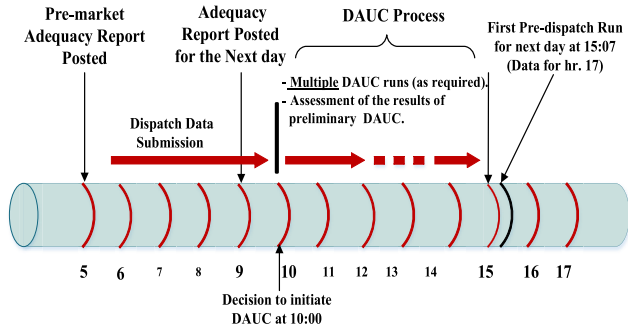 Pre-market
Adequacy Report
Posted
Adequacy
Report Posted
for the Next day
DAUC Process
First Pre-dispatch Run
for next day at 15:07
(Data for hr. 17)
- Multiple DAUC runs (as required).
- Assessment of the results of
preliminary DAUC.
Dispatch Data
Submission
5 6 7 8 9 10 11 12 13 14 15 16 17
Decision to initiate
DAUC at 10:00